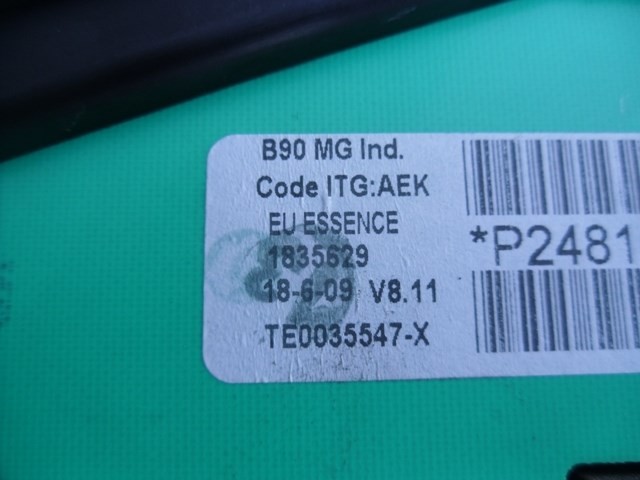 B90 MG Ind.
Code ITG:AEK
EU ESSENCE
1835629
18-6-09 V8.11
TE0035547-X
*P2481